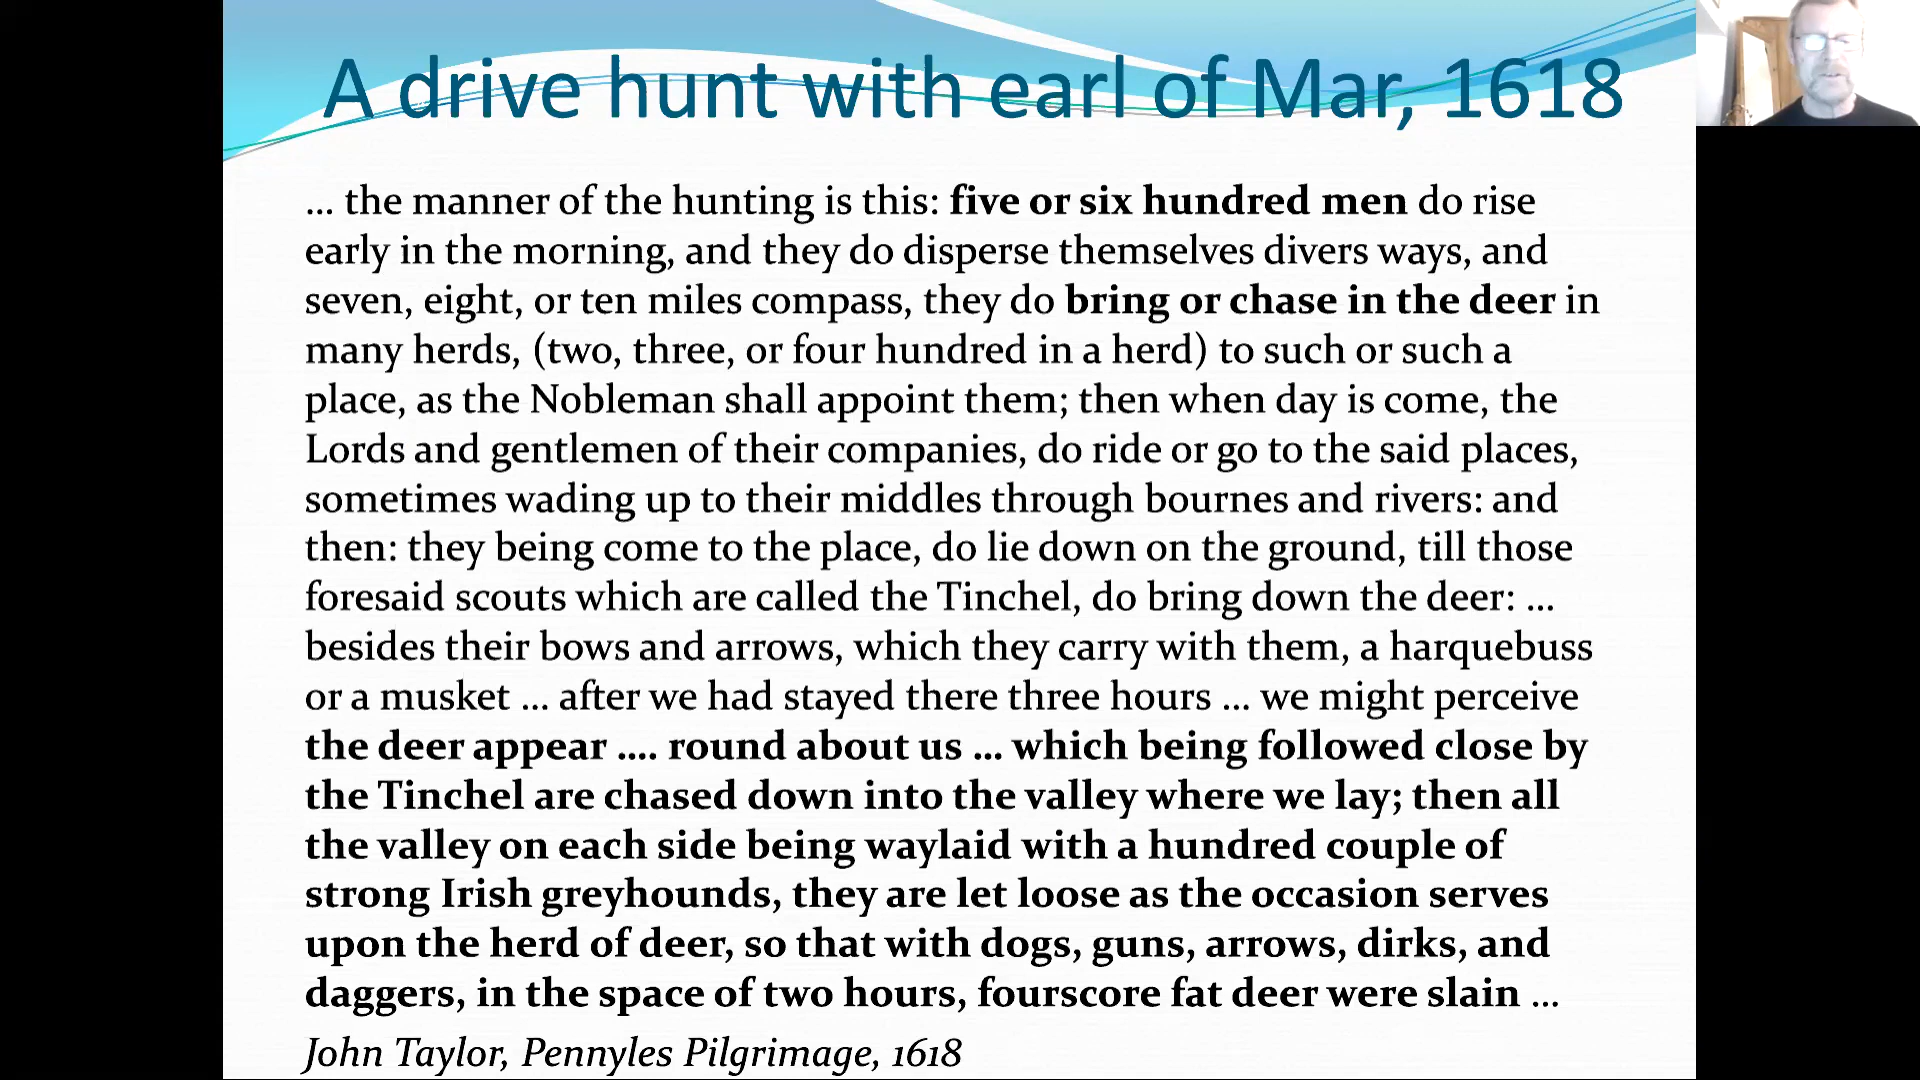 A drive hunt with earl of Mar, 1618
... the manner of the hunting is this: five or six hundred men do rise
early in the morning, and they do disperse themselves divers ways, and
seven, eight, or ten miles compass, they do bring or chase in the deer in
many herds, (two, three, or four hundred in a herd) to such or such a
place, as the Nobleman shall appoint them; then when day is come, the
Lords and gentlemen of their companies, do ride or go to the said places,
sometimes wading up to their middles through bournes and rivers: and
then: they being come to the place, do lie down on the ground, till those
foresaid scouts which are called the Tinchel, do bring down the deer: ...
besides their bows and arrows, which they carry with them, a harquebuss
or a musket ... after we had stayed there three hours ... we might perceive
the deer appear .... round about us ... which being followed close by
the Tinchel are chased down into the valley where we lay; then all
the valley on each side being waylaid with a hundred couple of
strong Irish greyhounds, they are let loose as the occasion serves
upon the herd of deer, so that with dogs, guns, arrows, dirks, and
daggers, in the space of two hours, fourscore fat deer were slain ...
John Taylor, Pennyles Pilgrimage, 1618